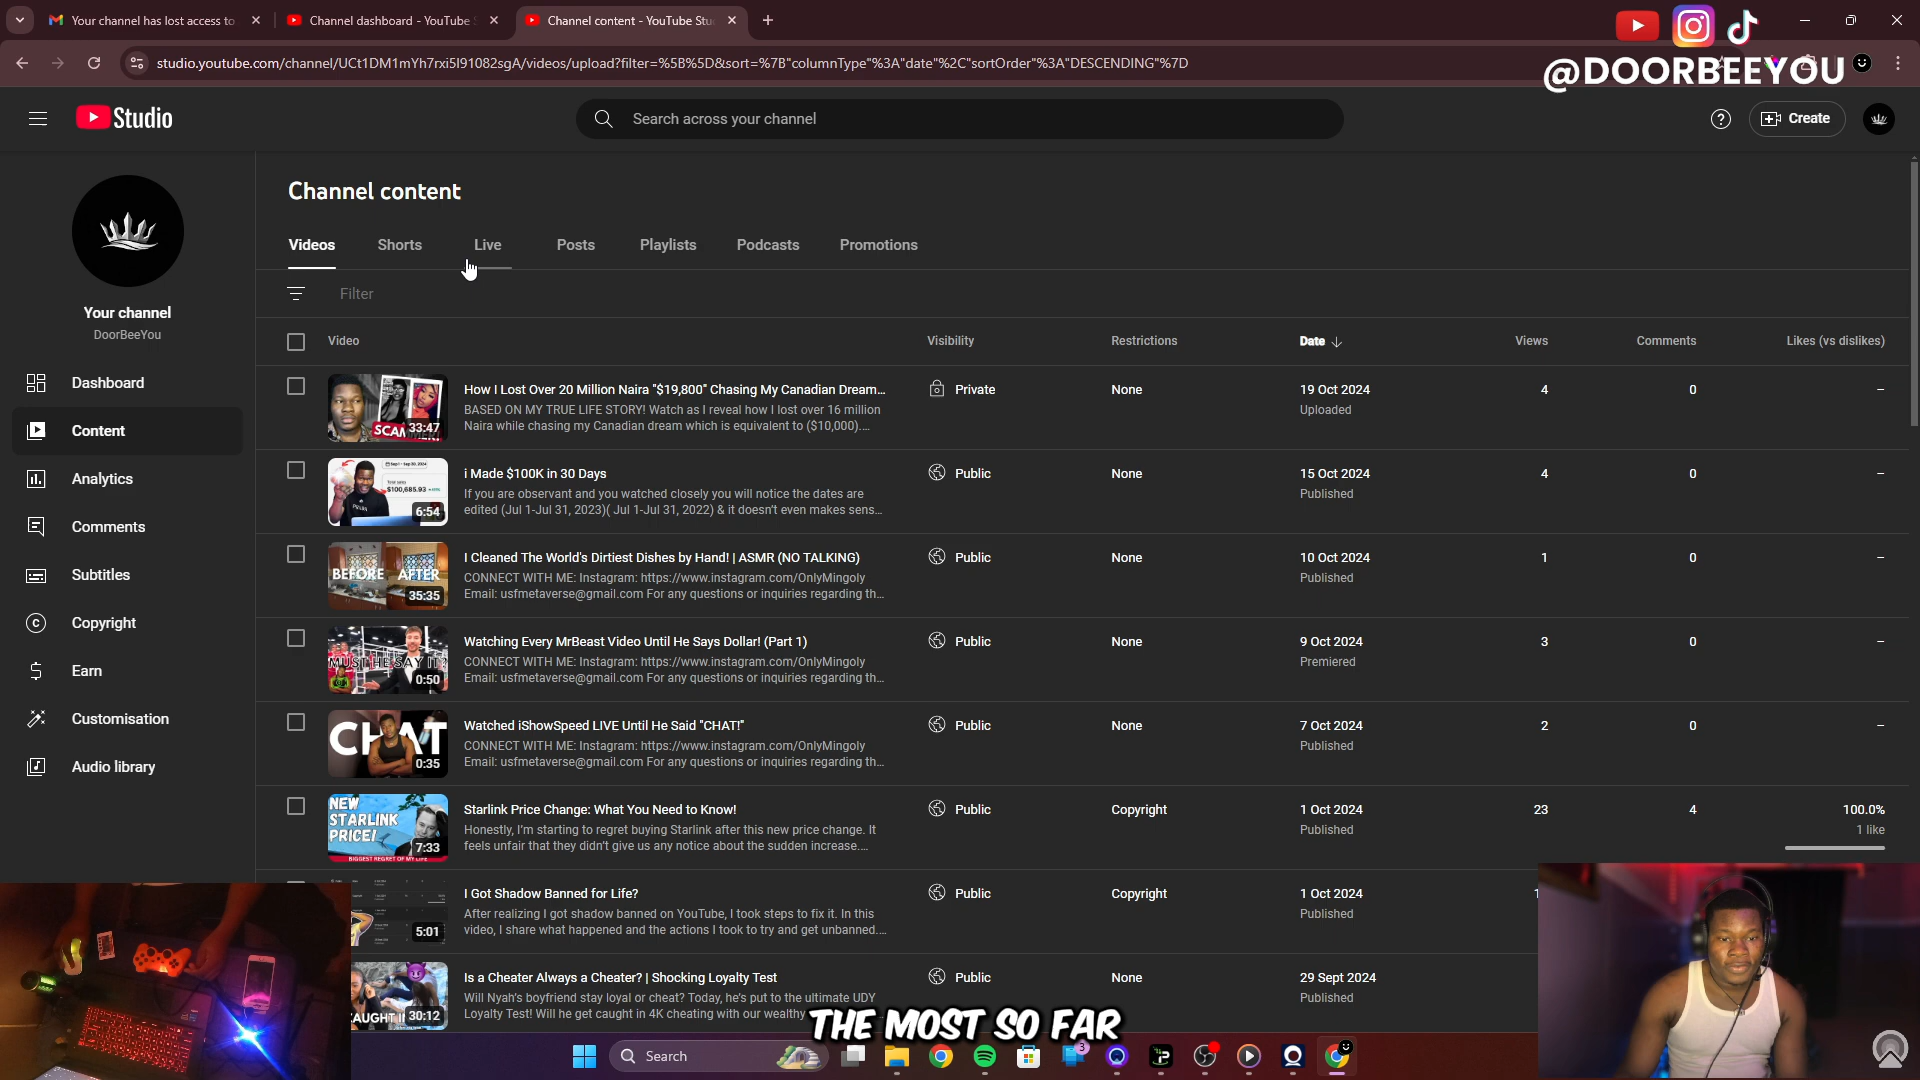 Your channel has lost access to
Channel dashboard - YouTube S
Channel content - YouTube Stu
studio.youtube.com/channel/UCt1DM1mYh7rxi5I91082sgA/videos/upload?filter=%5B%5D&sort=%7B"columnType"%3A"date"%2C"sortOrder"%3A"DESCENDING"%7D
@DOORBEEYOU
Studio
Search across your channel
Create
Channel content
Videos Shorts Live Posts Playlists Podcasts Promotions
Filter
Your channel
DoorBeeYou
Dashboard
Content
Analytics
Comments
Subtitles
Copyright
Earn
Customisation
Audio library
Video Visibility Restrictions Date Views Comments Likes (vs dislikes)
SCAMMER!
33:47
How I Lost Over 20 Million Naira "$19,800" Chasing My Canadian Dream... Private None 19 Oct 2024 4 0 –
BASED ON MY TRUE LIFE STORY! Watch as I reveal how I lost over 16 million Uploaded
Naira while chasing my Canadian dream which is equivalent to ($10,000)....
$100,685.93
6:54
i Made $100K in 30 Days Public None 15 Oct 2024 4 0 –
If you are observant and you watched closely you will notice the dates are Published
edited (Jul 1-Jul 31, 2023)( Jul 1-Jul 31, 2022) & it doesn't even makes sens...
BEFORE AFTER
35:35
I Cleaned The World's Dirtiest Dishes by Hand! | ASMR (NO TALKING) Public None 10 Oct 2024 1 0 –
CONNECT WITH ME: Instagram: https://www.instagram.com/OnlyMingoly Published
Email: usfmetaverse@gmail.com For any questions or inquiries regarding th...
MUST HE SAY IT?
0:50
Watching Every MrBeast Video Until He Says Dollar! (Part 1) Public None 9 Oct 2024 3 0 –
CONNECT WITH ME: Instagram: https://www.instagram.com/OnlyMingoly Premiered
Email: usfmetaverse@gmail.com For any questions or inquiries regarding th...
CHAT
0:35
Watched iShowSpeed LIVE Until He Said "CHAT!" Public None 7 Oct 2024 2 0 –
CONNECT WITH ME: Instagram: https://www.instagram.com/OnlyMingoly Published
Email: usfmetaverse@gmail.com For any questions or inquiries regarding th...
NEW
STARLINK
PRICE!
7:33
BIGGEST REGRET OF MY LIFE
Starlink Price Change: What You Need to Know! Public Copyright 1 Oct 2024 23 4 100.0%
Honestly, I'm starting to regret buying Starlink after this new price change. It Published 1 like
feels unfair that they didn't give us any notice about the sudden increase....
5:01
I Got Shadow Banned for Life? Public Copyright 1 Oct 2024
After realizing I got shadow banned on YouTube, I took steps to fix it. In this Published
video, I share what happened and the actions I took to try and get unbanned....
30:12
Is a Cheater Always a Cheater? | Shocking Loyalty Test Public None 29 Sept 2024
Will Nyah's boyfriend stay loyal or cheat? Today, he's put to the ultimate UDY Published
Loyalty Test! Will he get caught in 4K cheating with our wealthy
THE MOST SO FAR
Search
3